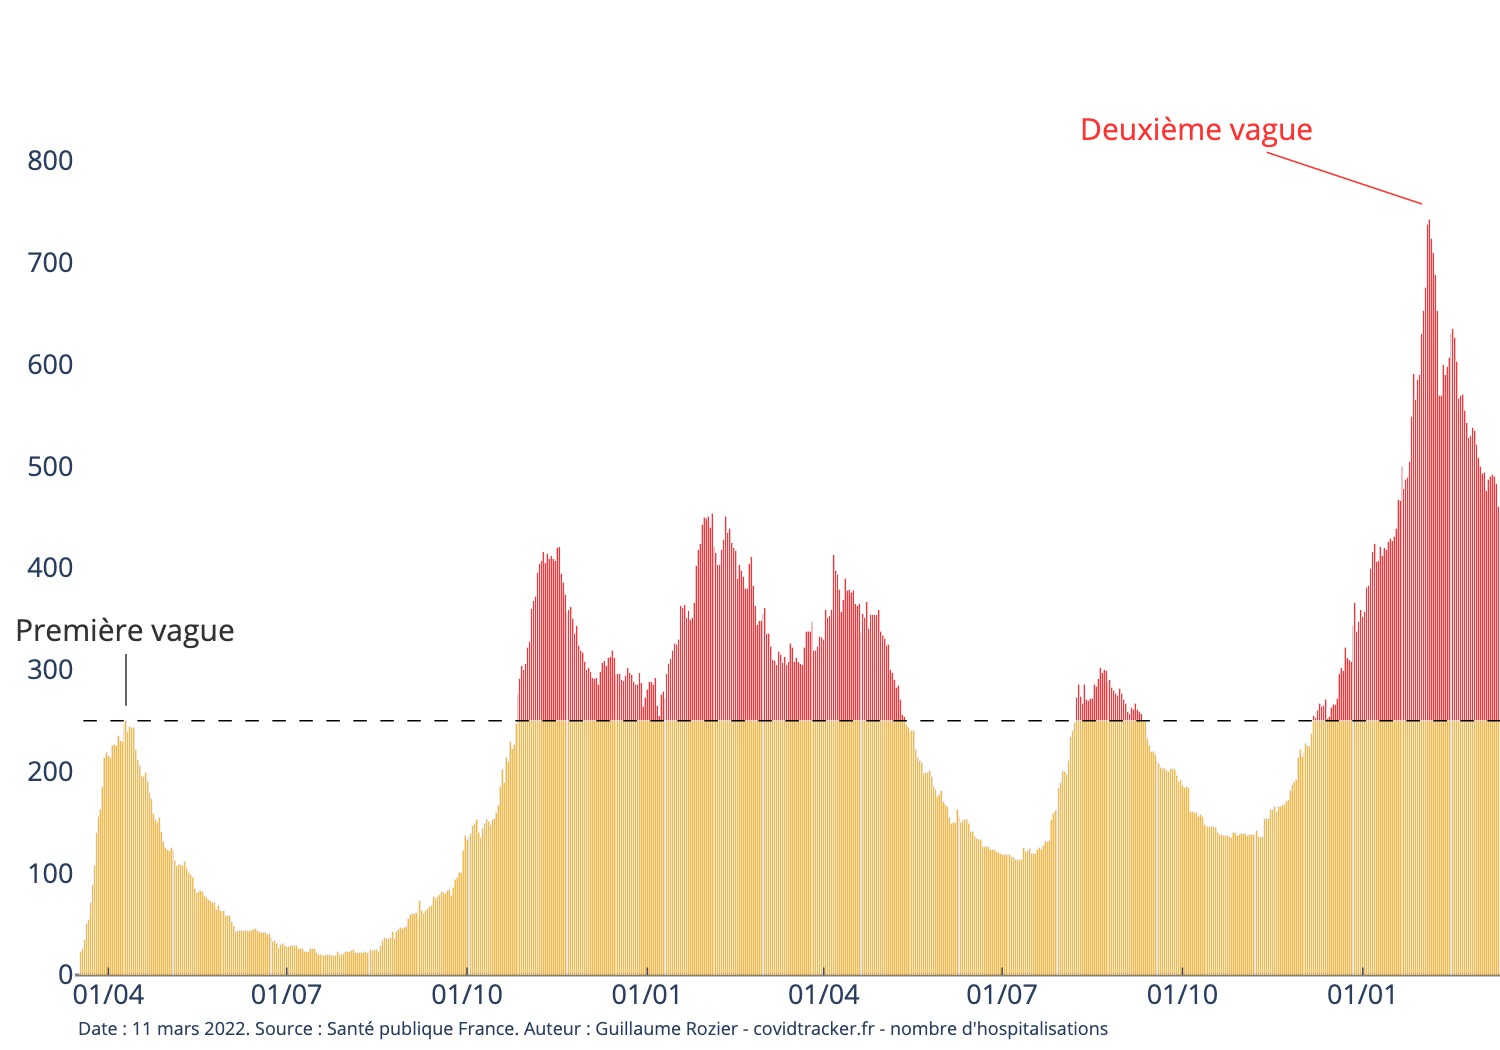 Deuxième vague
800
700
600
500
400
Première vague
300
200
100
0
01/04 01/07 01/10 01/01 01/04 01/07 01/10 01/01
Date : 11 mars 2022. Source : Santé publique France. Auteur : Guillaume Rozier - covidtracker.fr - nombre d'hospitalisations